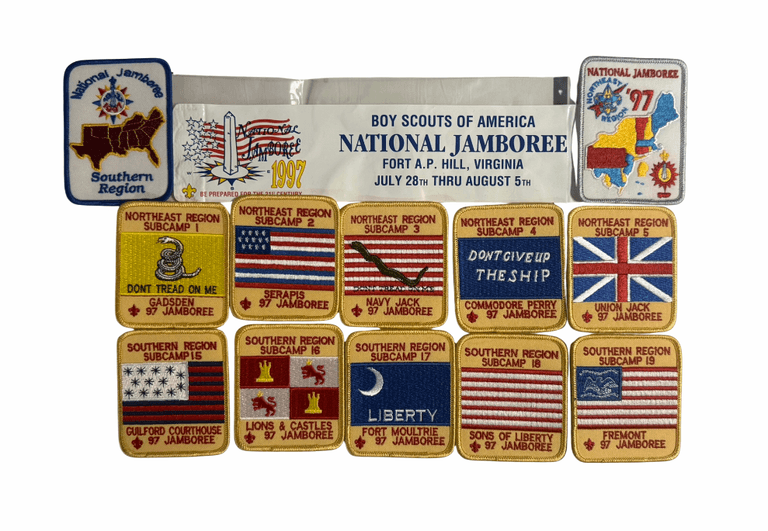 National Jamboree
Southern
Region
National
Jamboree
1997
BE PREPARED FOR THE 21st CENTURY
BOY SCOUTS OF AMERICA
NATIONAL JAMBOREE
FORT A.P. HILL, VIRGINIA
JULY 28TH THRU AUGUST 5TH
NATIONAL JAMBOREE
NORTHEAST
REGION
'97
NORTHEAST REGION
SUBCAMP 1
DONT TREAD ON ME
GADSDEN
97 JAMBOREE
NORTHEAST REGION
SUBCAMP 2
SERAPIS
97 JAMBOREE
NORTHEAST REGION
SUBCAMP 3
DONT TREAD ON ME
NAVY JACK
97 JAMBOREE
NORTHEAST REGION
SUBCAMP 4
DONT GIVE UP
THE SHIP
COMMODORE PERRY
97 JAMBOREE
NORTHEAST REGION
SUBCAMP 5
UNION JACK
97 JAMBOREE
SOUTHERN REGION
SUBCAMP 15
GUILFORD COURTHOUSE
97 JAMBOREE
SOUTHERN REGION
SUBCAMP 16
LIONS & CASTLES
97 JAMBOREE
SOUTHERN REGION
SUBCAMP 17
LIBERTY
FORT MOULTRIE
97 JAMBOREE
SOUTHERN REGION
SUBCAMP 18
SONS OF LIBERTY
97 JAMBOREE
SOUTHERN REGION
SUBCAMP 19
FREMONT
97 JAMBOREE